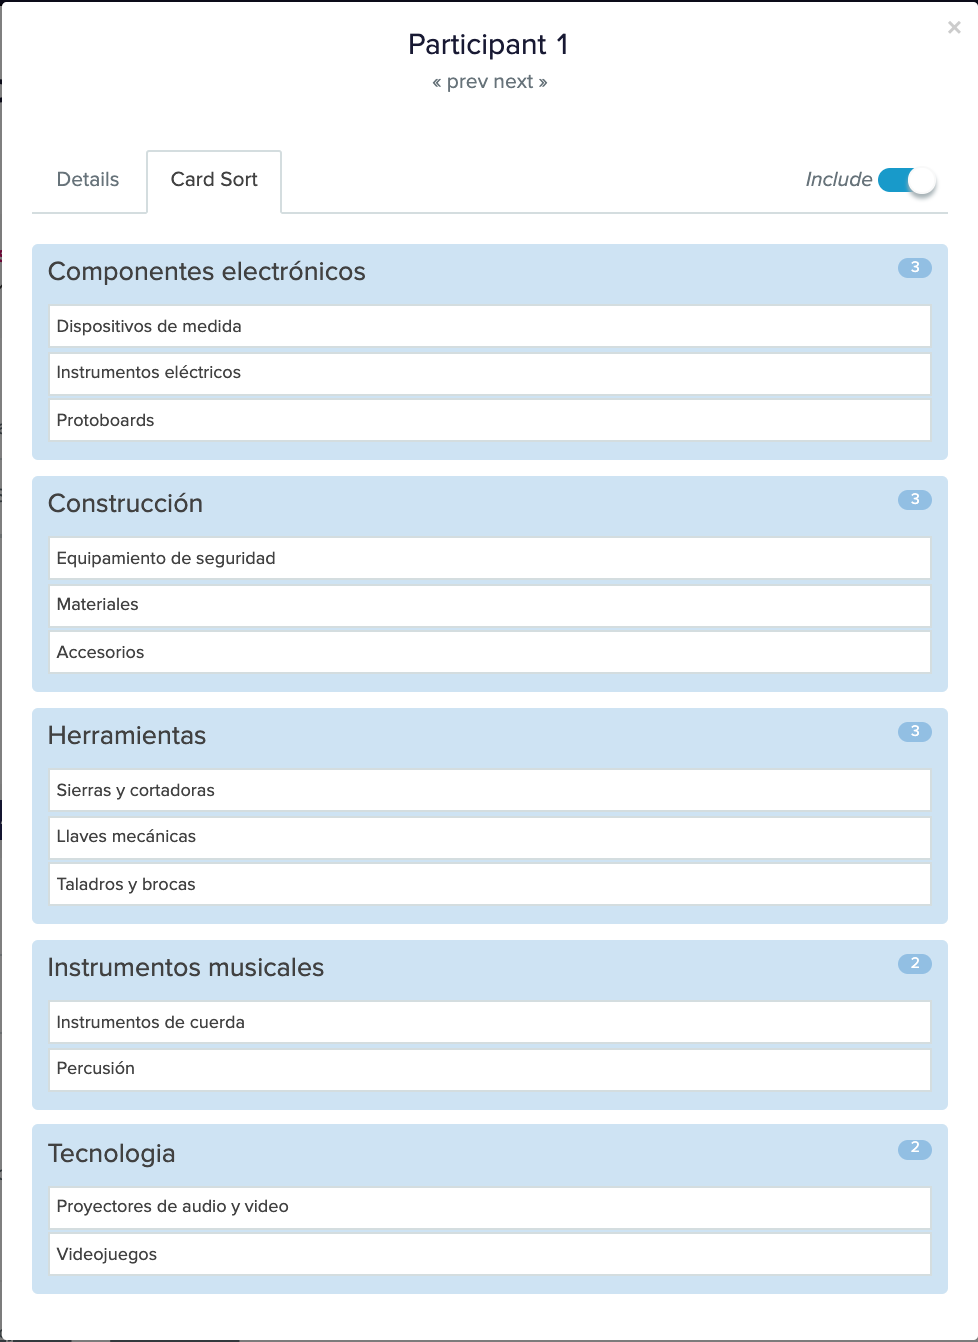 ×
Participant 1
« prev next »
Details
Card Sort
Include
Componentes electrónicos
3
Dispositivos de medida
Instrumentos eléctricos
Protoboards
Construcción
3
Equipamiento de seguridad
Materiales
Accesorios
Herramientas
3
Sierras y cortadoras
Llaves mecánicas
Taladros y brocas
Instrumentos musicales
2
Instrumentos de cuerda
Percusión
Tecnologia
2
Proyectores de audio y video
Videojuegos